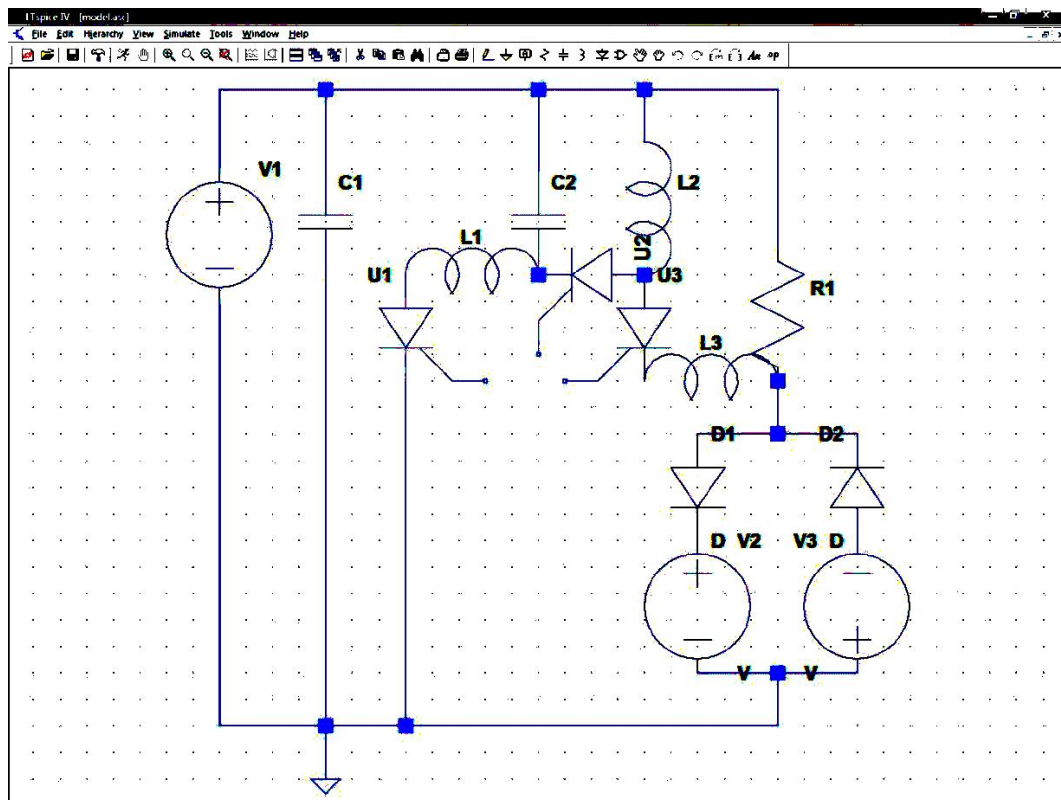 LTspice IV - [model.asc]
File Edit Hierarchy View Simulate Tools Window Help
V1
C1
C2
L2
L1
U2
U1
U3
R1
L3
D1
D2
D V2
V3 D
V V